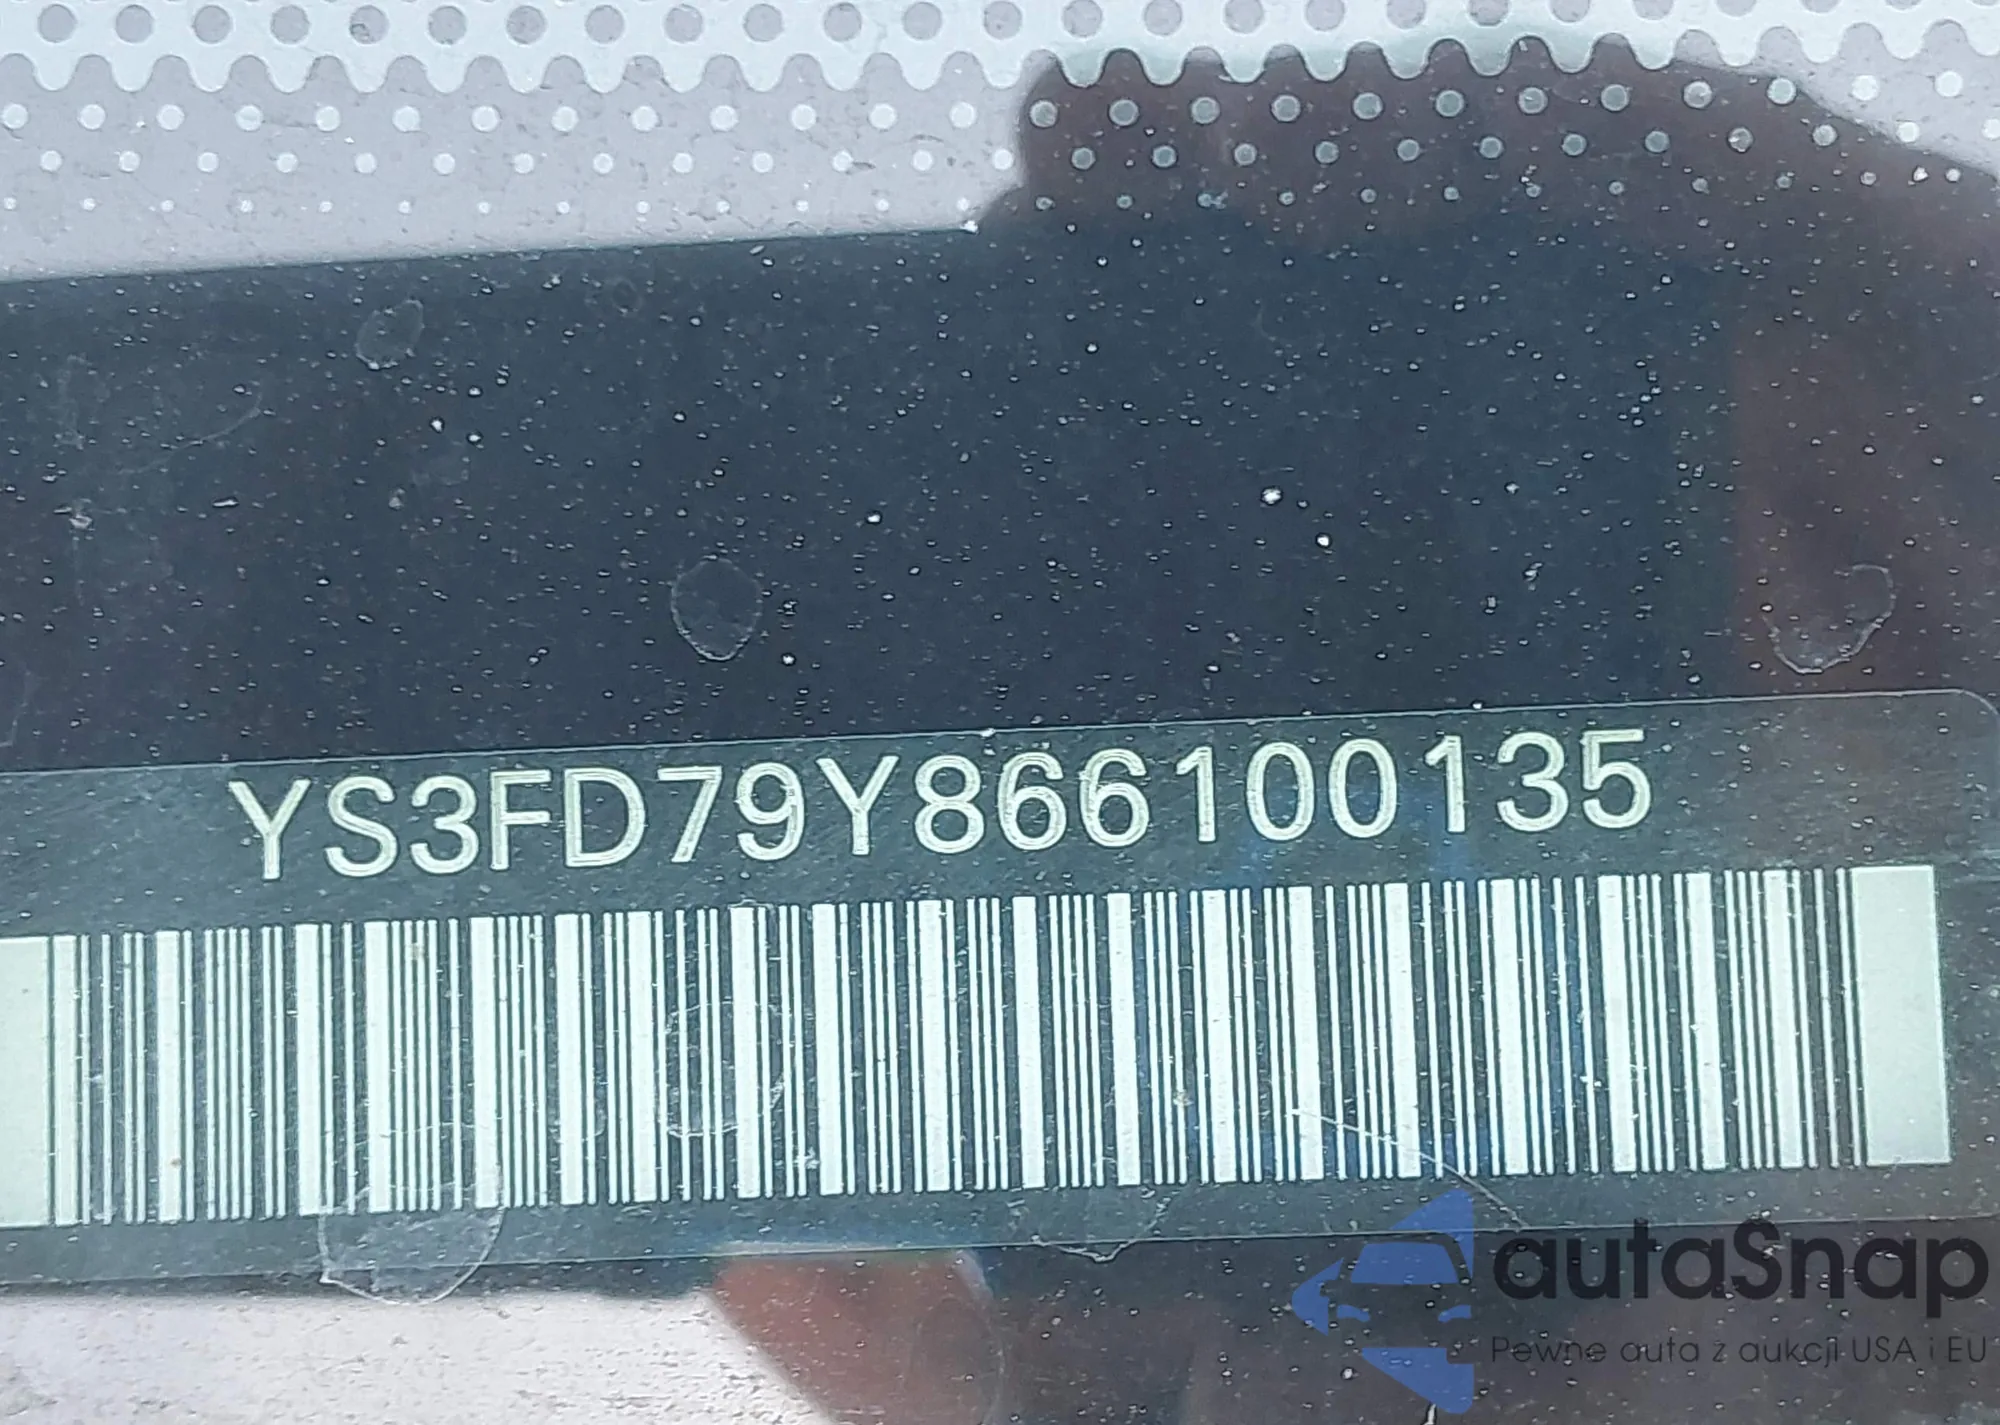 YS3FD79Y866100135
autaSnap
Pewne auta z aukcji USA i EU